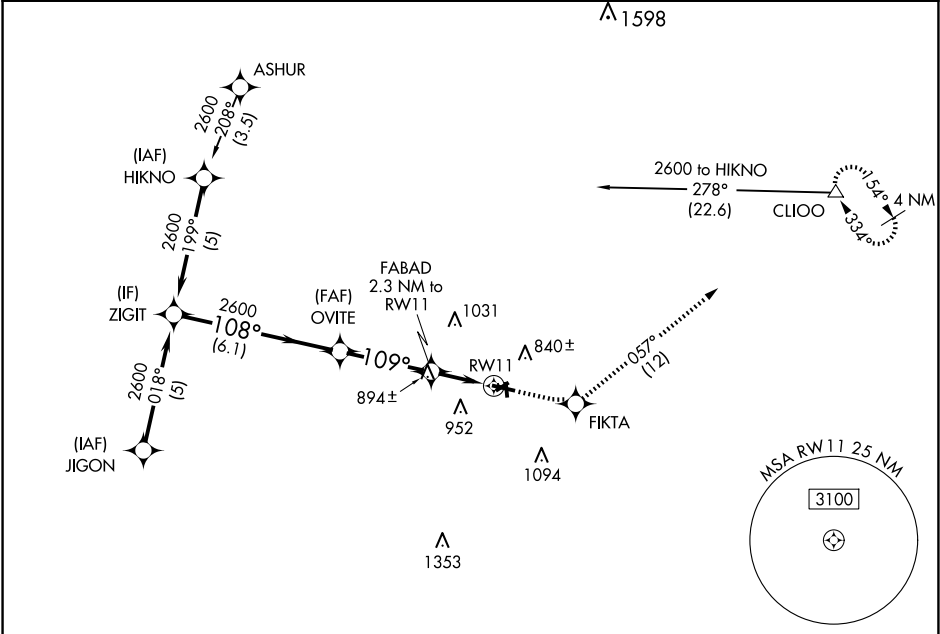 1598
ASHUR
2600
208°
(3.5)
(IAF)
HIKNO
2600 to HIKNO
278°
(22.6)
CLIOO
154°
4 NM
334°
2600
199°
(5)
(IF)
ZIGIT
2600
108°
(6.1)
(FAF)
OVITE
FABAD
2.3 NM to
RW11
1031
109°
894±
952
RW11
840±
057°
(12)
FIKTA
2600
018°
(5)
(IAF)
JIGON
1094
1353
MSA RW11 25 NM
3100